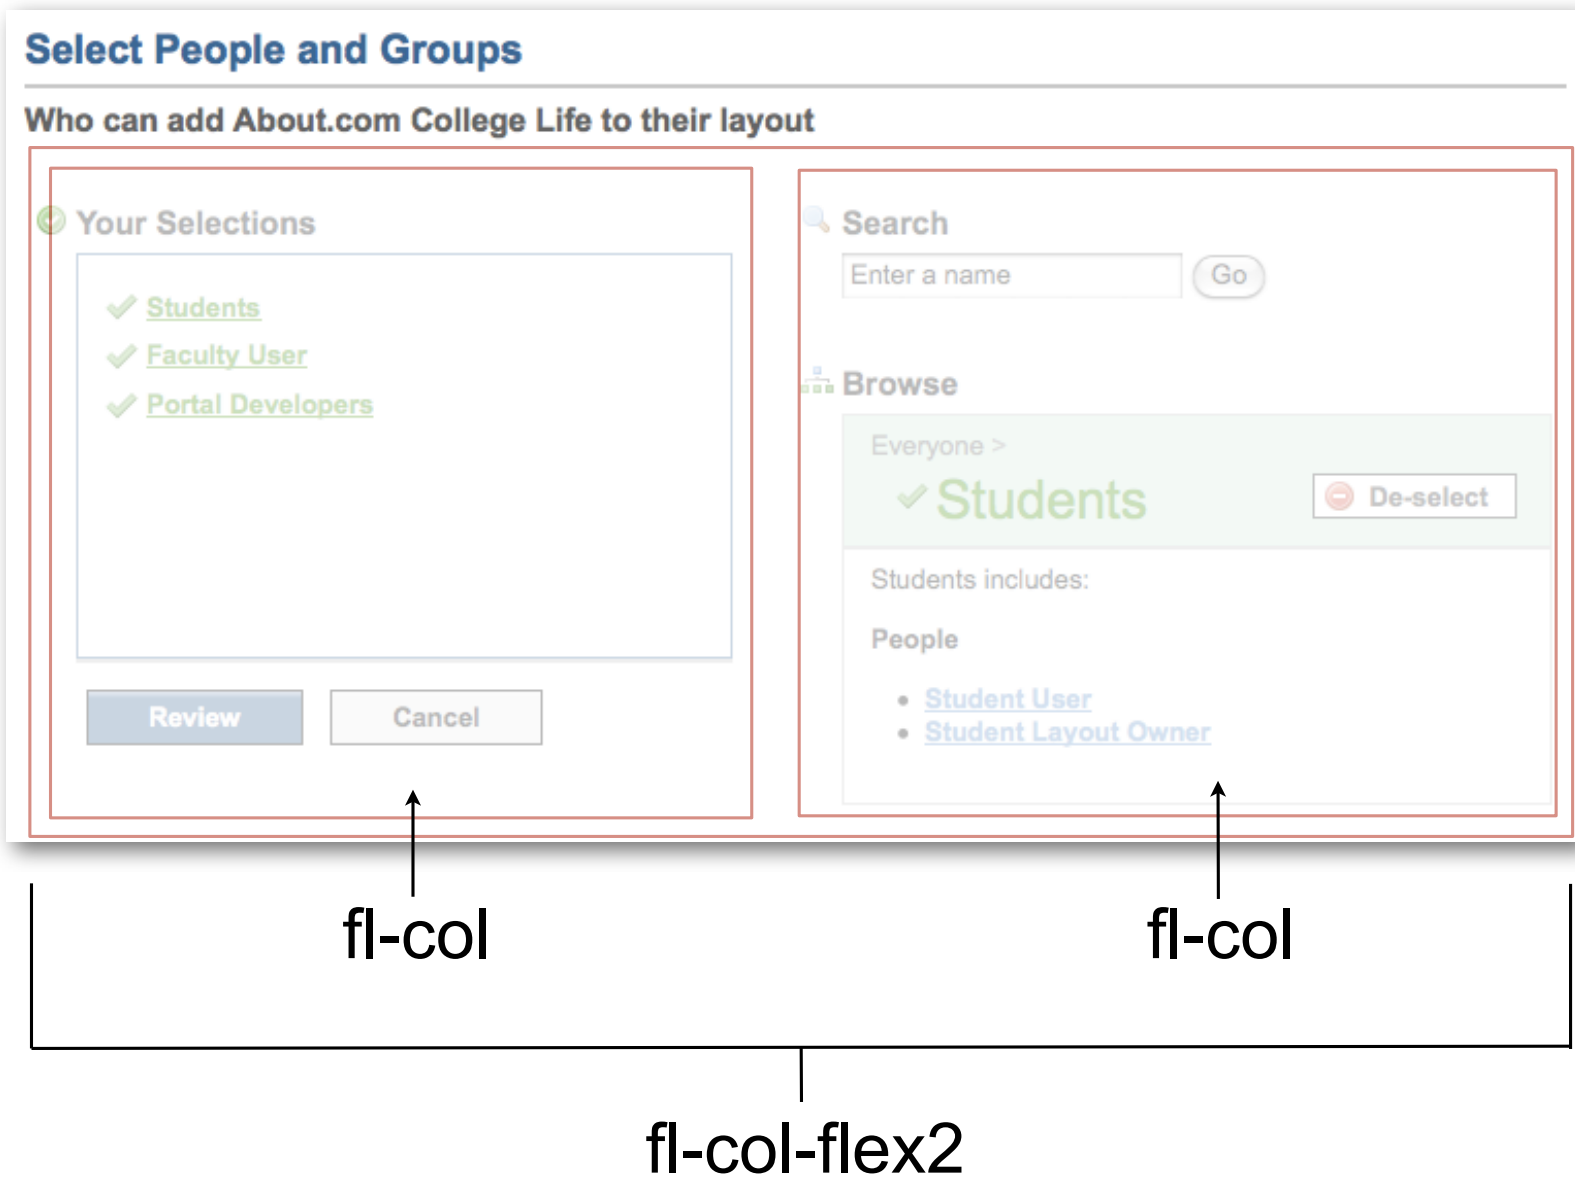 Select People and Groups
Who can add About.com College Life to their layout
Your Selections
Students
Faculty User
Portal Developers
Review
Cancel
Search
Enter a name
Go
Browse
Everyone >
Students
De-select
Students includes:
People
Student User
Student Layout Owner
fl-col
fl-col
fl-col-flex2